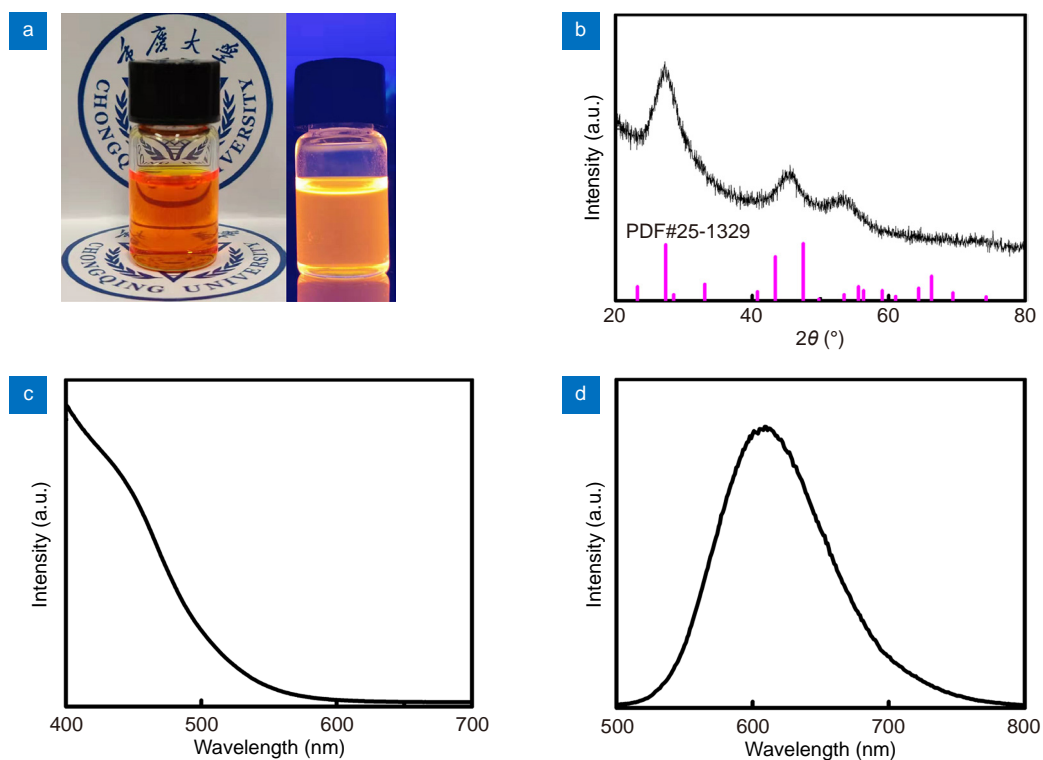 a
重庆大学
CHONGQING UNIVERSITY
CHONGQING UNIVERSITY
b
Intensity (a.u.)
PDF#25-1329
20
40
60
80
2θ (°)
c
Intensity (a.u.)
400
500
600
700
Wavelength (nm)
d
Intensity (a.u.)
500
600
700
800
Wavelength (nm)